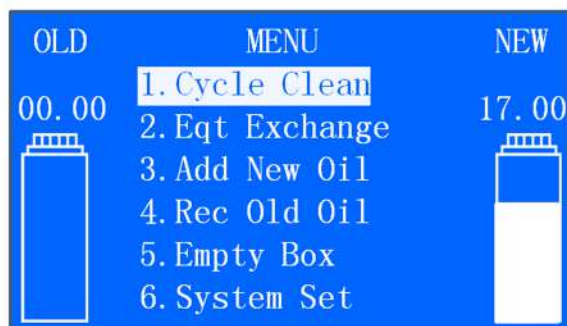 OLD MENU NEW
1.Cycle Clean
00.00 17.00
2.Eqt Exchange
3.Add New Oil
4.Rec Old Oil
5.Empty Box
6.System Set